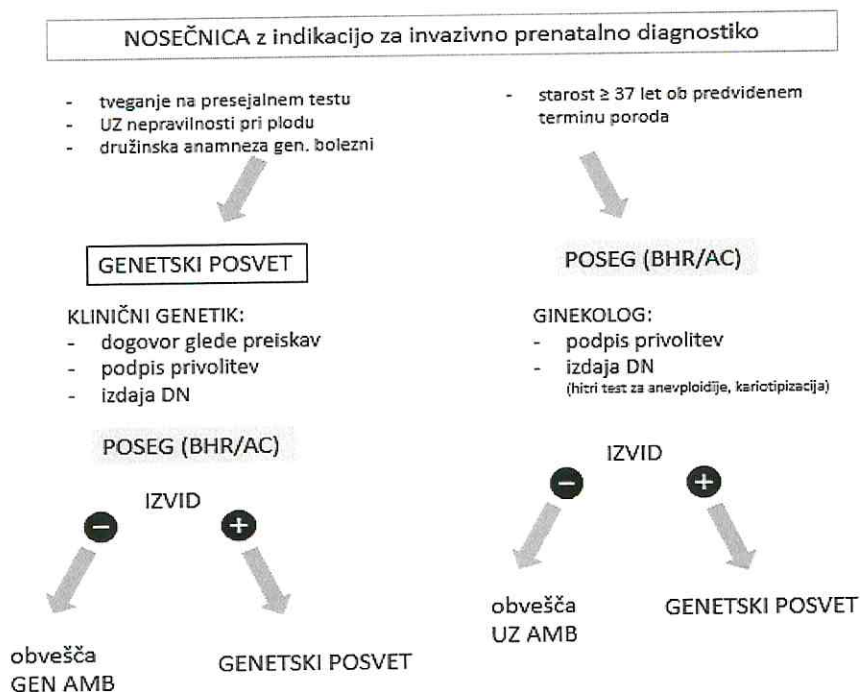 NOSEČNICA z indikacijo za invazivno prenatalno diagnostiko
- tveganje na presejalnem testu
- UZ nepravilnosti pri plodu
- družinska anamneza gen. bolezni
- starost ≥ 37 let ob predvidenem
terminu poroda
GENETSKI POSVET
KLINIČNI GENETIK:
- dogovor glede preiskav
- podpis privolitev
- izdaja DN
POSEG (BHR/AC)
IZVID
− +
obvešča
GEN AMB
GENETSKI POSVET
POSEG (BHR/AC)
GINEKOLOG:
- podpis privolitev
- izdaja DN
(hitri test za anevploidije, kariotipizacija)
IZVID
− +
obvešča
UZ AMB
GENETSKI POSVET